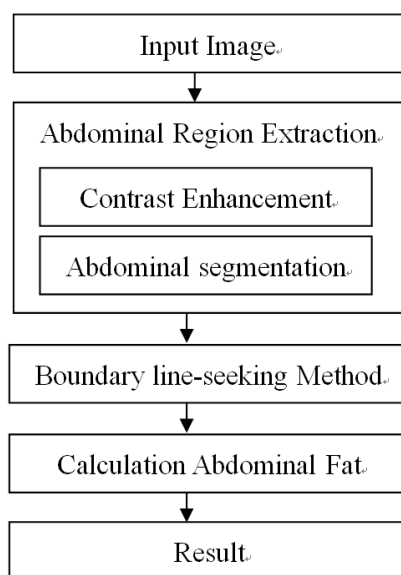 Input Image
Abdominal Region Extraction
Contrast Enhancement
Abdominal segmentation
Boundary line-seeking Method
Calculation Abdominal Fat
Result